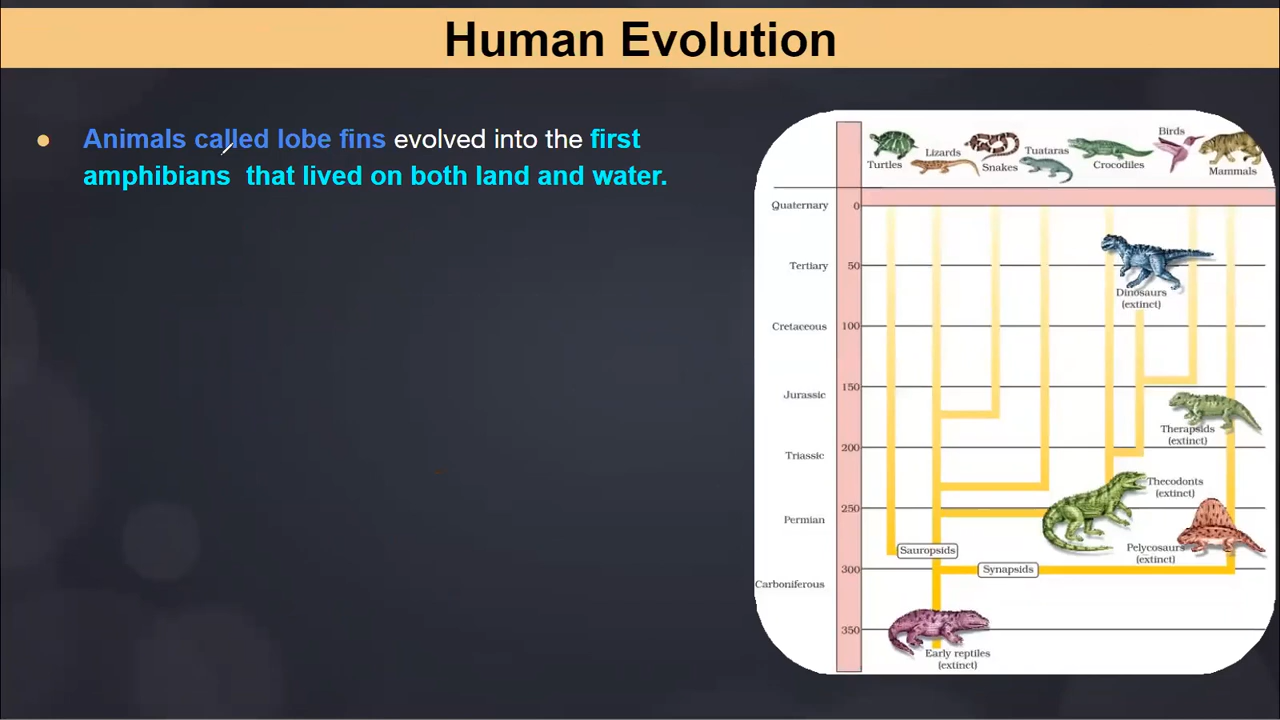 Human Evolution
● Animals called lobe fins evolved into the first
amphibians that lived on both land and water.
Turtles
Lizards
Snakes
Tuataras
Crocodiles
Birds
Mammals
Quaternary 0
Tertiary 50
Dinosaurs
(extinct)
Cretaceous 100
150
Jurassic
Therapsids
(extinct)
200
Triassic
Thecodonts
(extinct)
250
Permian
Sauropsids
Pelycosaurs
(extinct)
300
Synapsids
Carboniferous
350
Early reptiles
(extinct)